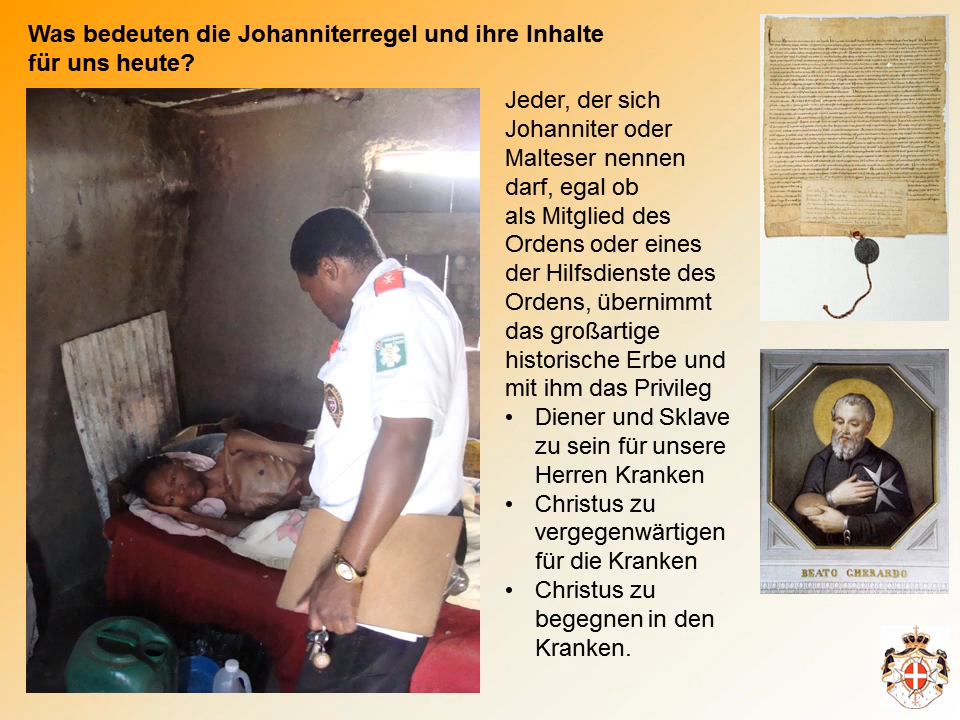 Was bedeuten die Johanniterregel und ihre Inhalte
für uns heute?
Jeder, der sich
Johanniter oder
Malteser nennen
darf, egal ob
als Mitglied des
Ordens oder eines
der Hilfsdienste des
Ordens, übernimmt
das großartige
historische Erbe und
mit ihm das Privileg
• Diener und Sklave
zu sein für unsere
Herren Kranken
• Christus zu
vergegenwärtigen
für die Kranken
• Christus zu
begegnen in den
Kranken.
BEATO GHERARDO